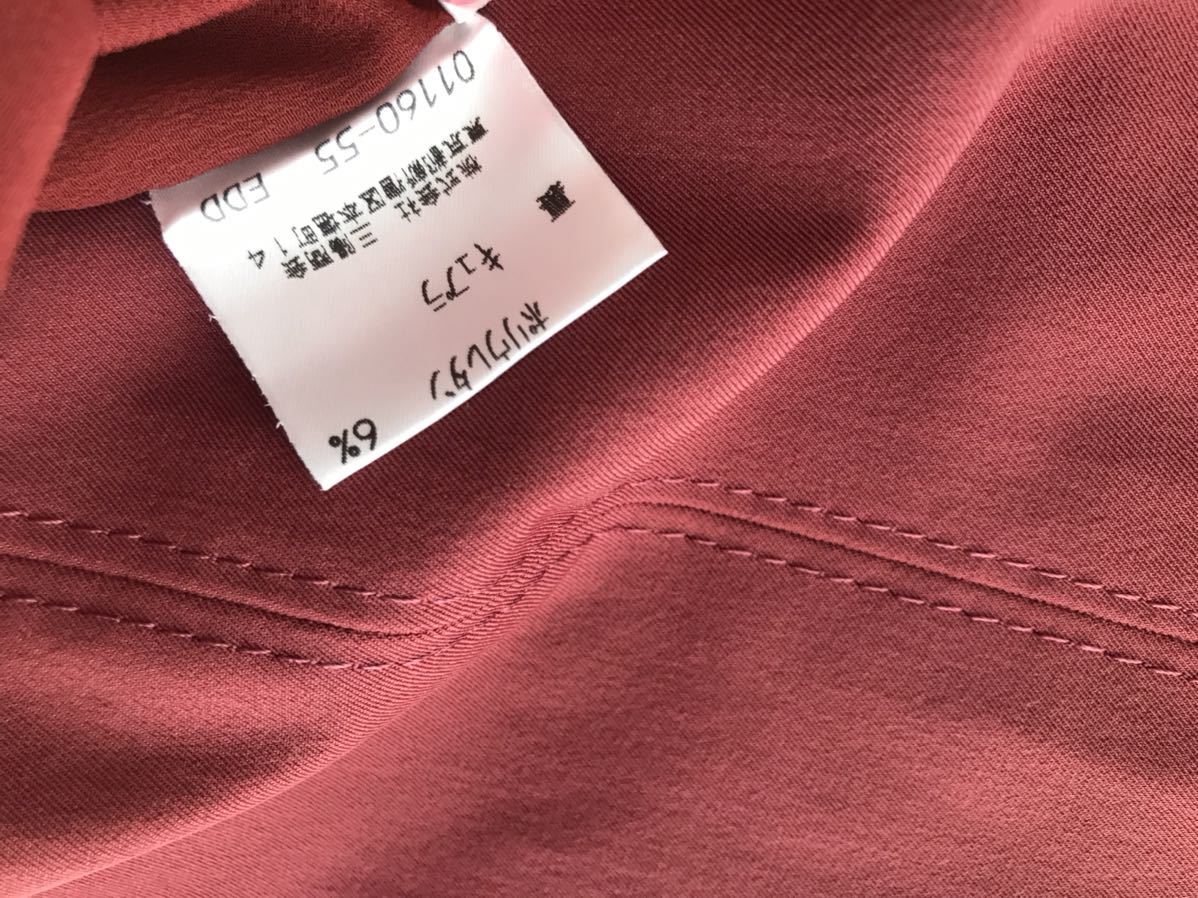 ポリウレタン 6%
裏 キュプラ
株式会社 三陽商会
東京都新宿区本塩町14
01160-55 EDD